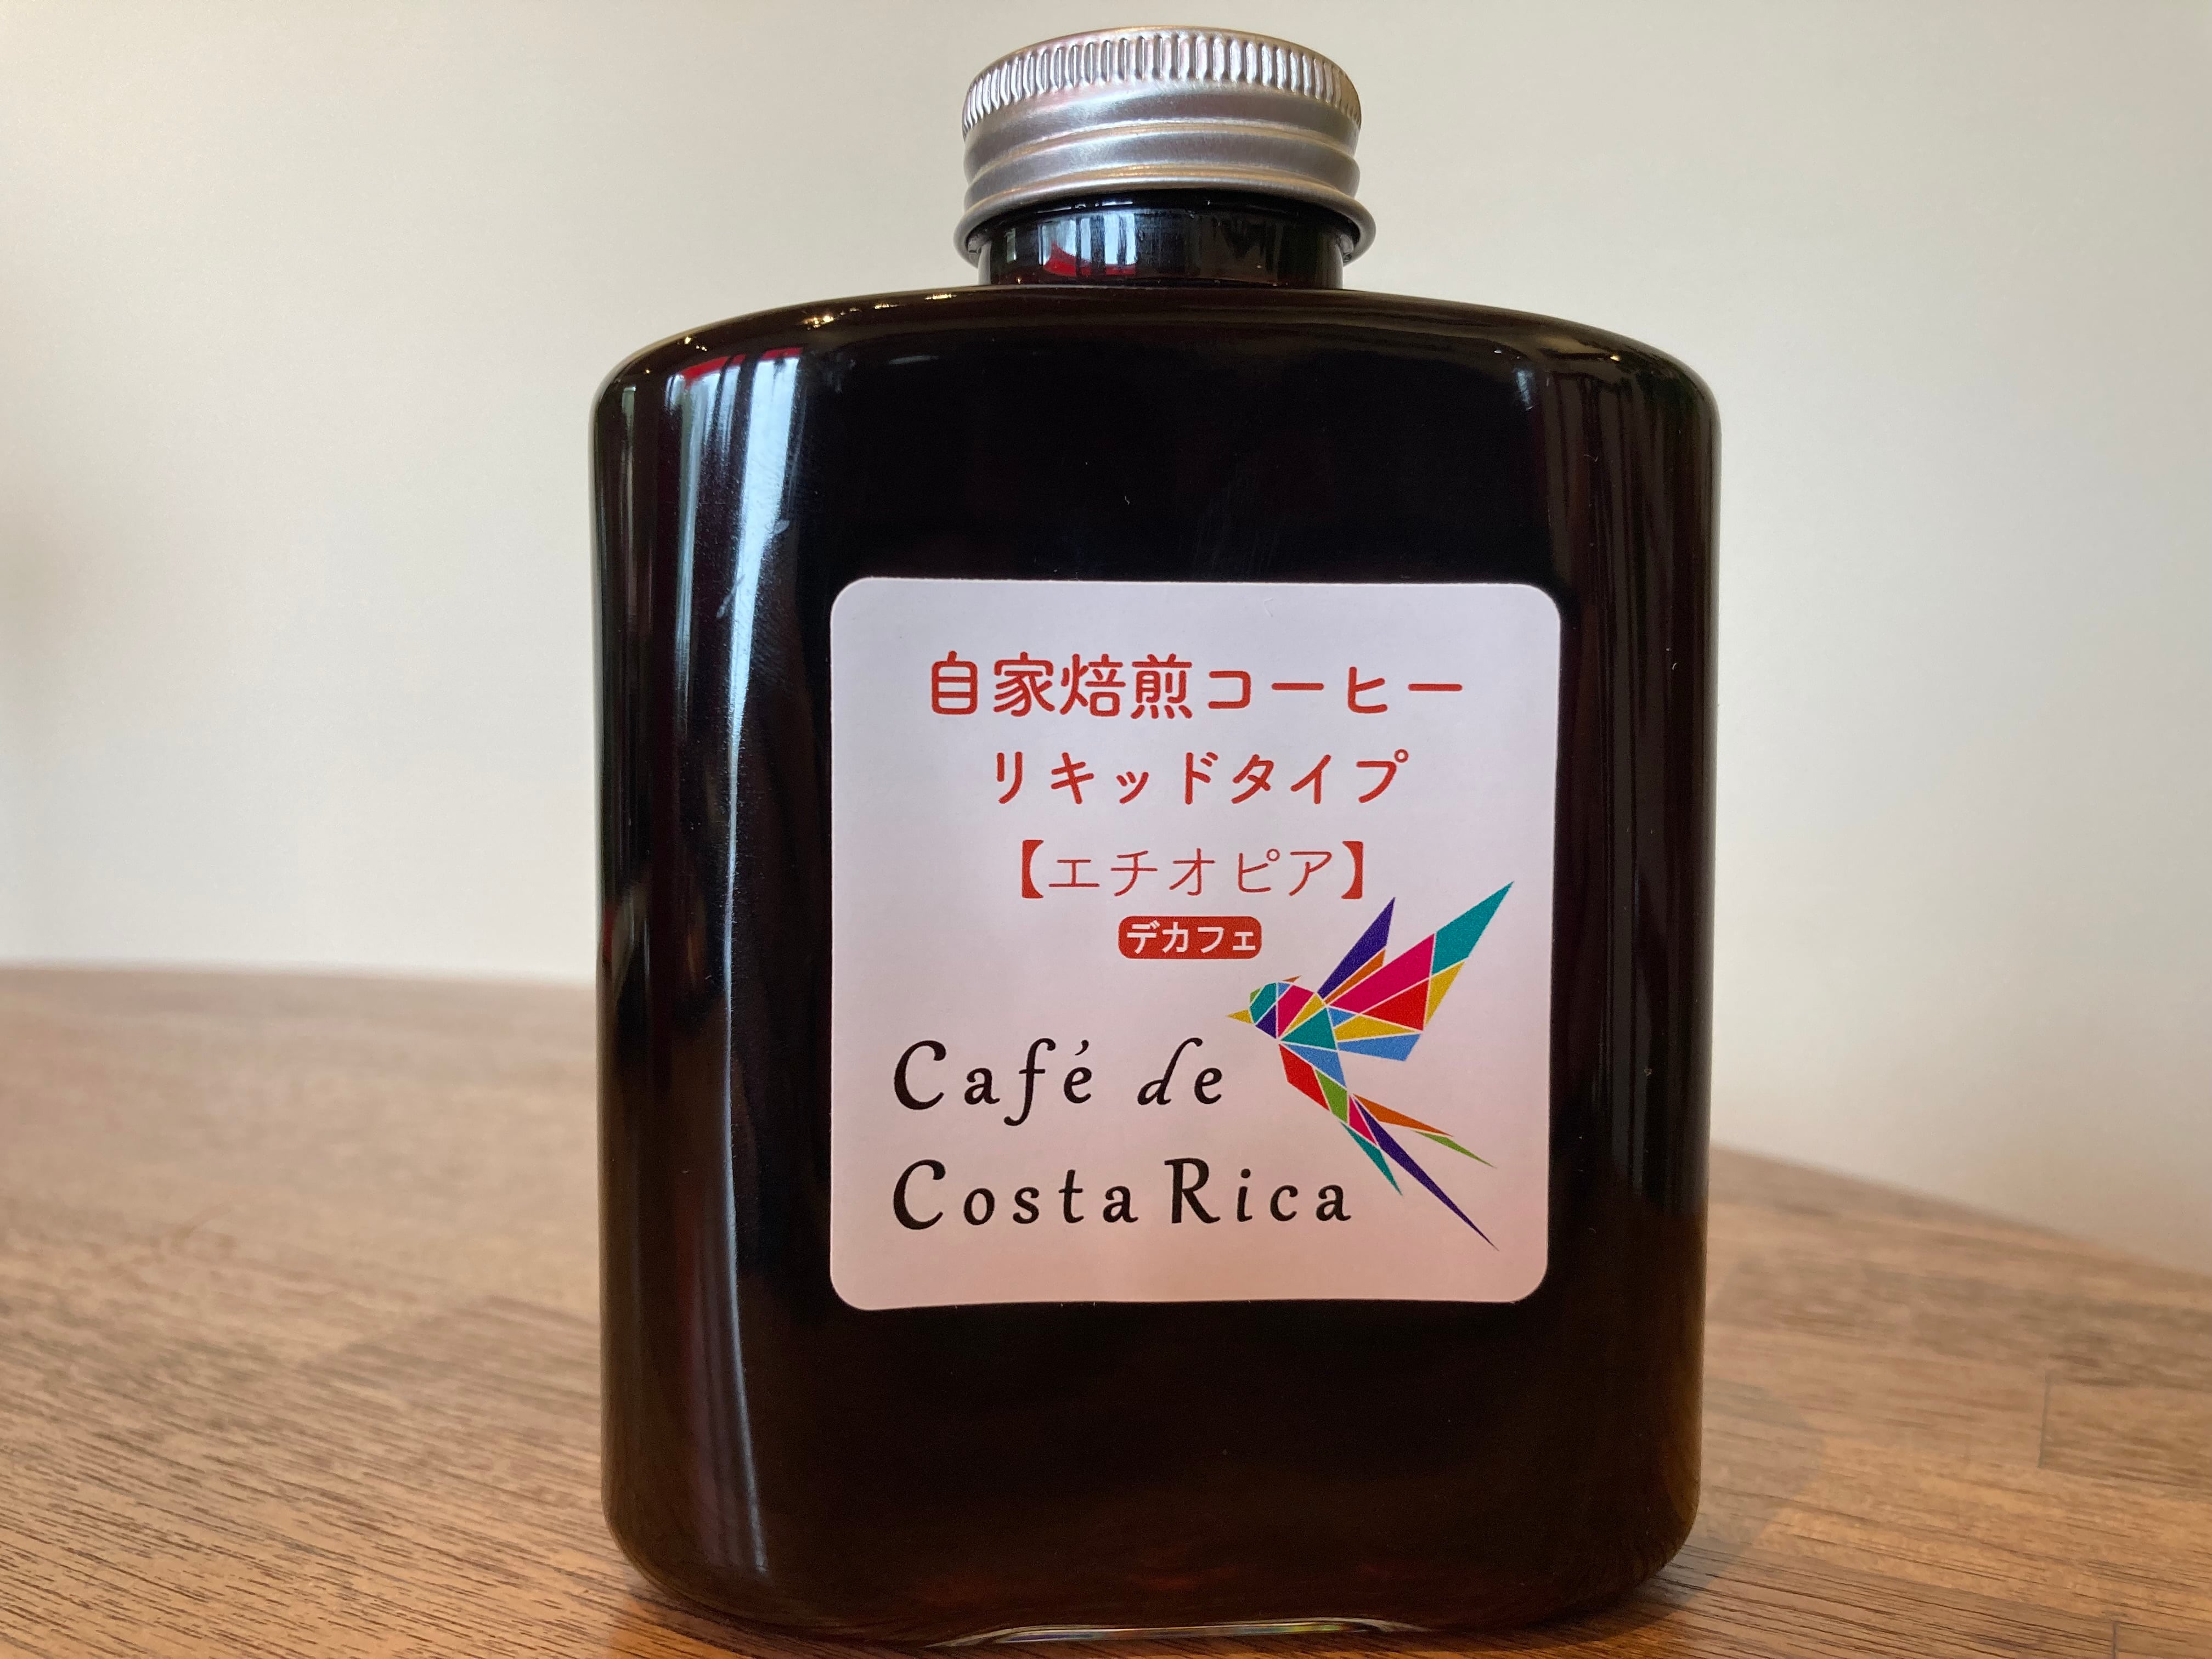 自家焙煎コーヒー
リキッドタイプ
【エチオピア】
デカフェ
Café de
Costa Rica